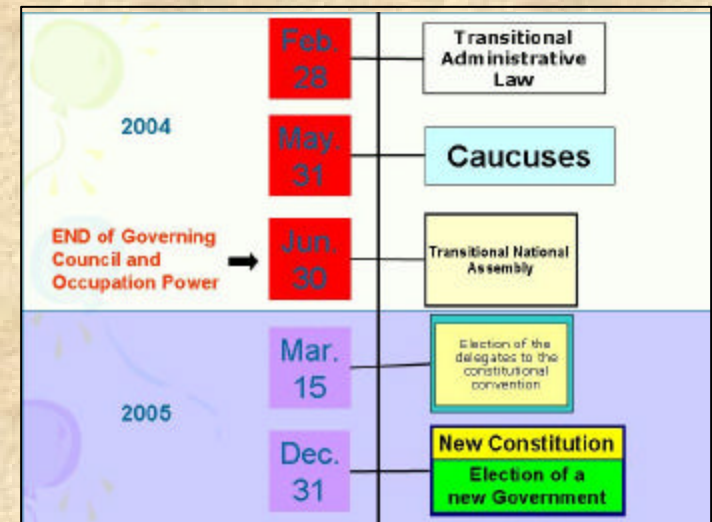 Feb.
28
Transitional
Administrative
Law
2004
May.
31
Caucuses
END of Governing
Council and
Occupation Power
Jun.
30
Transitional National
Assembly
Mar.
15
Election of the
delegates to the
constitutional
convention
2005
Dec.
31
New Constitution
Election of a
new Government